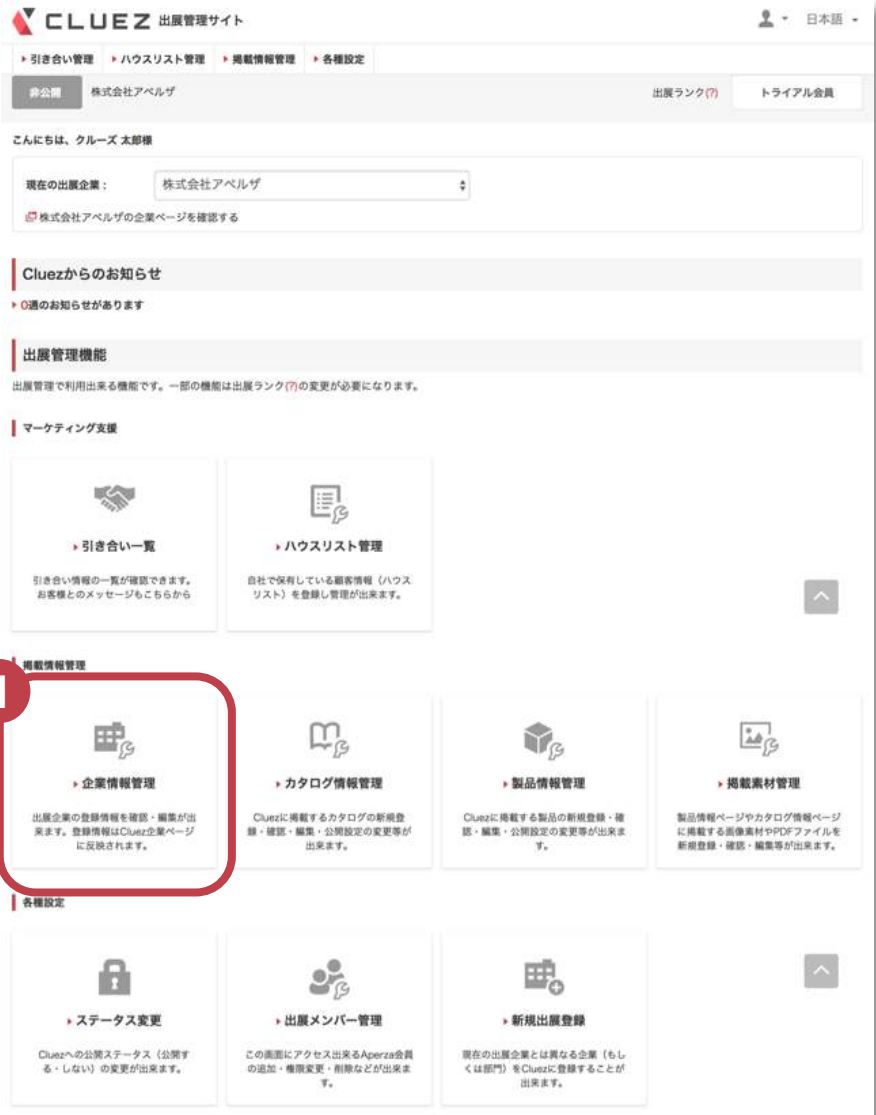 CLUEZ 出展管理サイト
日本語
引き合い管理 ハウスリスト管理 掲載情報管理 各種設定
非公開 株式会社アペルザ 出展ランク(?) トライアル会員
こんにちは、クルーズ 太郎様
現在の出展企業： 株式会社アペルザ
株式会社アペルザの企業ページを確認する
Cluezからのお知らせ
0通のお知らせがあります
出展管理機能
出展管理で利用出来る機能です。一部の機能は出展ランク(?)の変更が必要になります。
マーケティング支援
引き合い一覧
引き合い情報の一覧が確認できます。
お客様とのメッセージもこちらから
ハウスリスト管理
自社で保有している顧客情報（ハウス
リスト）を登録し管理が出来ます。
掲載情報管理
1
企業情報管理
出展企業の登録情報を確認・編集が出
来ます。登録情報はCluez企業ページ
に反映されます。
カタログ情報管理
Cluezに掲載するカタログの新規登
録・確認・編集・公開設定の変更等が
出来ます。
製品情報管理
Cluezに掲載する製品の新規登録・確
認・編集・公開設定の変更等が出来ま
す。
掲載素材管理
製品情報ページやカタログ情報ページ
に掲載する画像素材やPDFファイルを
新規登録・確認・編集等が出来ます。
各種設定
ステータス変更
Cluezへの公開ステータス（公開す
る・しない）の変更が出来ます。
出展メンバー管理
この画面にアクセス出来るAperza会員
の追加・権限変更・削除などが出来ま
す。
新規出展登録
現在の出展企業とは異なる企業（もし
くは部門）をCluezに登録することが
出来ます。